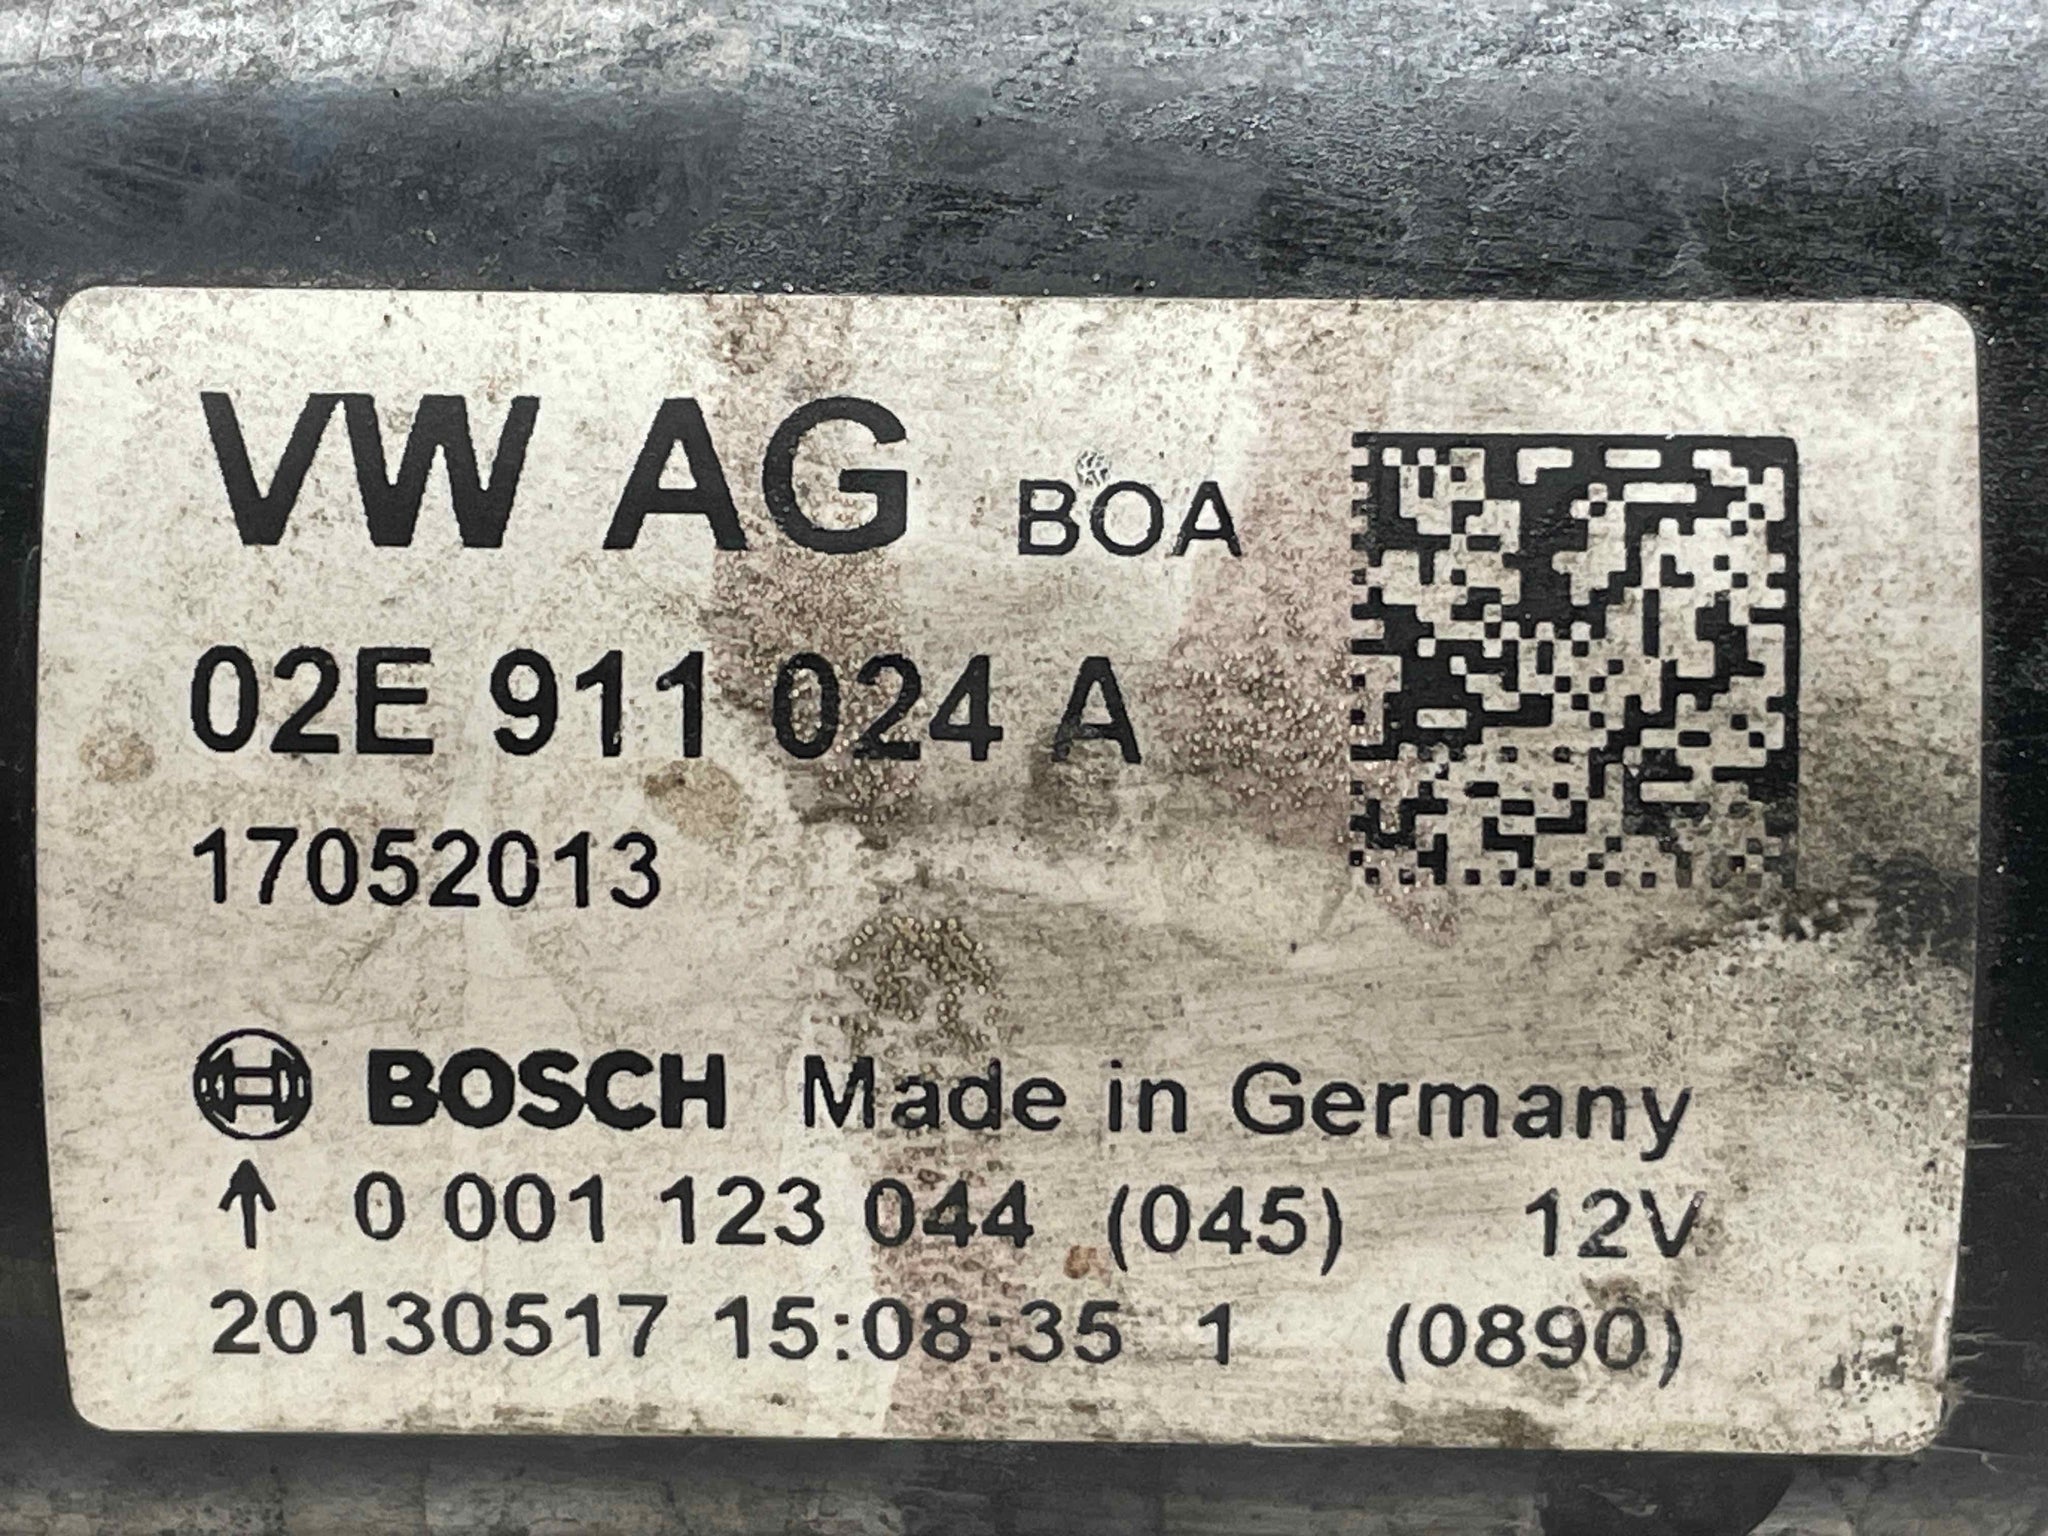 VW AG BOA
02E 911 024 A
17052013
BOSCH Made in Germany
↑ 0 001 123 044 (045) 12V
20130517 15:08:35 1 (0890)